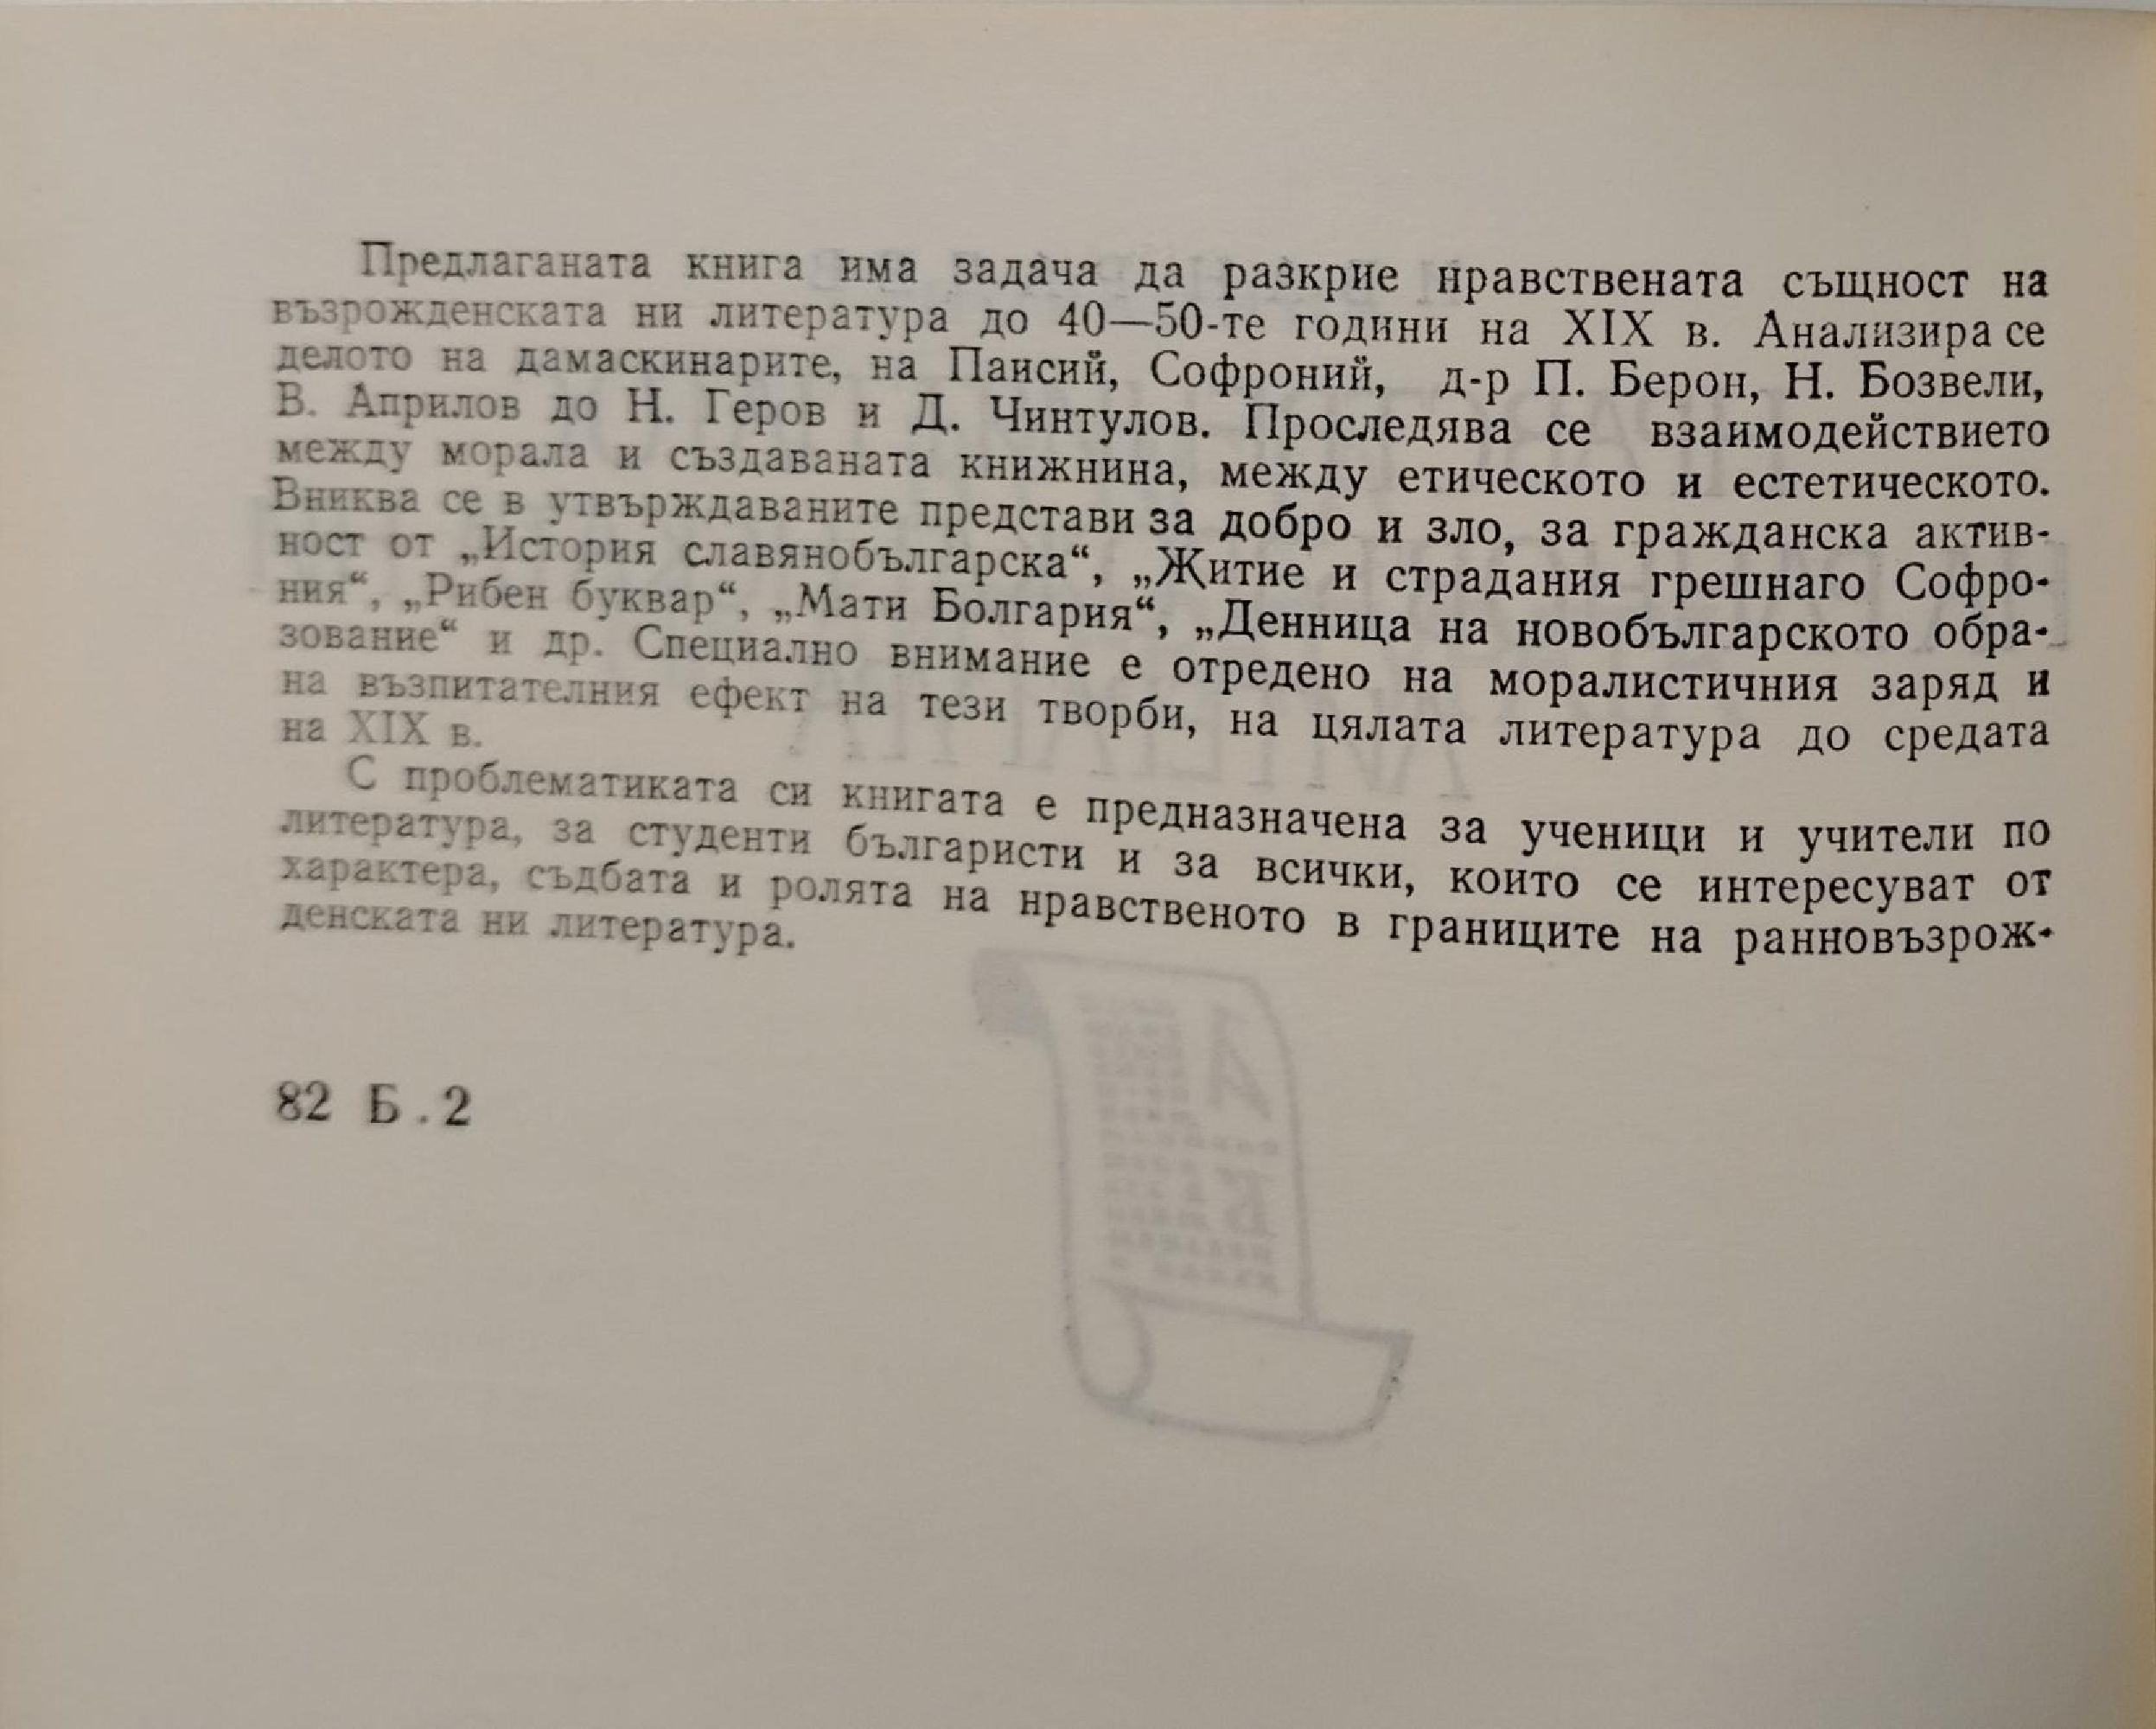 Предлаганата книга има задача да разкрие нравствената същност на
възрожденската ни литература до 40—50-те години на XIX в. Анализира се
делото на дамаскинарите, на Паисий, Софроний, д-р П. Берон, Н. Бозвели,
В. Априлов до Н. Геров и Д. Чинтулов. Проследява се взаимодействието
между морала и създаваната книжнина, между етическото и естетическото.
Вниква се в утвърждаваните представи за добро и зло, за гражданска актив-
ност от „История славянобългарска“, „Житие и страдания грешнаго Софро-
ния“, „Рибен буквар“, „Мати Болгария“, „Денница на новобългарското обра-
зование“ и др. Специално внимание е отредено на моралистичния заряд и
на възпитателния ефект на тези творби, на цялата литература до средата
на XIX в.
С проблематиката си книгата е предназначена за ученици и учители по
литература, за студенти българисти и за всички, които се интересуват от
характера, съдбата и ролята на нравственото в границите на ранновъзрож-
денската ни литература.
82 Б.2